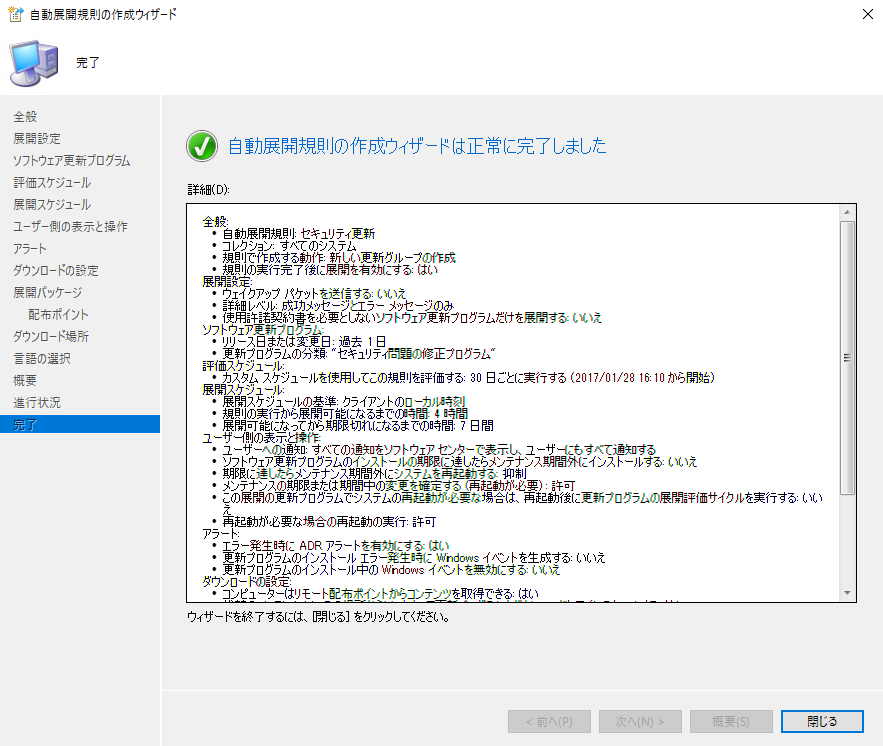 自動展開規則の作成ウィザード
完了
全般
展開設定
ソフトウェア更新プログラム
評価スケジュール
展開スケジュール
ユーザー側の表示と操作
アラート
ダウンロードの設定
展開パッケージ
配布ポイント
ダウンロード場所
言語の選択
概要
進行状況
完了
自動展開規則の作成ウィザードは正常に完了しました
詳細(D):
全般:
• 自動展開規則: セキュリティ更新
• コレクション: すべてのシステム
• 規則で作成する動作: 新しい更新グループの作成
• 規則の実行完了後に展開を有効にする: はい
展開設定:
• ウェイクアップ パケットを送信する: いいえ
• 詳細レベル: 成功メッセージとエラー メッセージのみ
• 使用許諾契約書を必要としないソフトウェア更新プログラムだけを展開する: いいえ
ソフトウェア更新プログラム:
• リリース日または変更日: 過去 1 日
• 更新プログラムの分類: "セキュリティ問題の修正プログラム"
評価スケジュール:
• カスタム スケジュールを使用してこの規則を評価する: 30 日ごとに実行する (2017/01/28 16:10 から開始)
展開スケジュール:
• 展開スケジュールの基準: クライアントのローカル時刻
• 規則の実行から展開可能になるまでの時間: 4 時間
• 展開可能になってから期限切れになるまでの時間: 7 日間
ユーザー側の表示と操作:
• ユーザーへの通知: すべての通知をソフトウェア センターで表示し、ユーザーにもすべて通知する
• ソフトウェア更新プログラムのインストールの期限に達したらメンテナンス期間外にインストールする: いいえ
• 期限に達したらメンテナンス期間外にシステムを再起動する: 抑制
• メンテナンスの期限または期間中の変更を確定する (再起動が必要): 許可
• この展開の更新プログラムでシステムの再起動が必要な場合は、再起動後に更新プログラムの展開評価サイクルを実行する: いい
え
• 再起動が必要な場合の再起動の実行: 許可
アラート:
• エラー発生時に ADR アラートを有効にする: はい
• 更新プログラムのインストール エラー発生時に Windows イベントを生成する: いいえ
• 更新プログラムのインストール中の Windows イベントを無効にする: いいえ
ダウンロードの設定:
• コンピューターはリモート配布ポイントからコンテンツを取得できる: はい
ウィザードを終了するには、[閉じる] をクリックしてください。
< 前へ(P)
次へ(N) >
概要(S)
閉じる